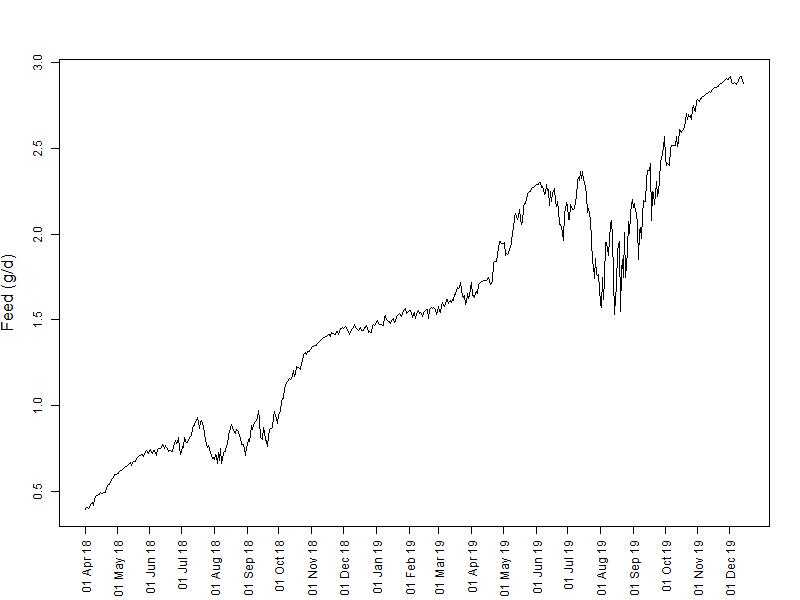 Feed (g/d)
3.0
2.5
2.0
1.5
1.0
0.5
01 Apr 18
01 May 18
01 Jun 18
01 Jul 18
01 Aug 18
01 Sep 18
01 Oct 18
01 Nov 18
01 Dec 18
01 Jan 19
01 Feb 19
01 Mar 19
01 Apr 19
01 May 19
01 Jun 19
01 Jul 19
01 Aug 19
01 Sep 19
01 Oct 19
01 Nov 19
01 Dec 19